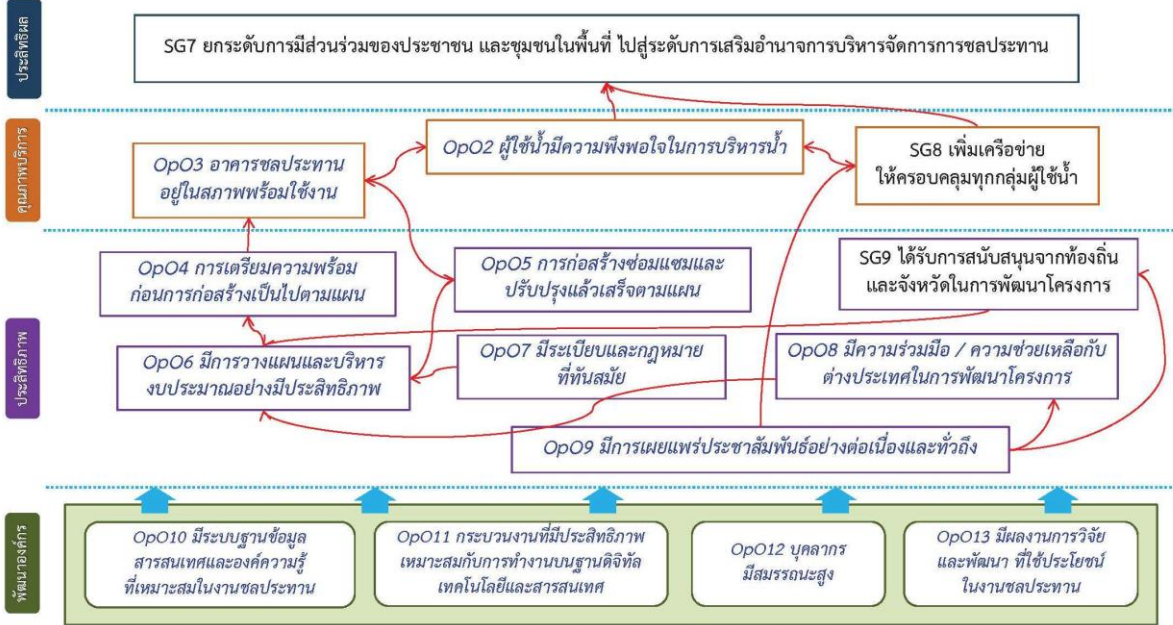 ประสิทธิผล
SG7 ยกระดับการมีส่วนร่วมของประชาชน และชุมชนในพื้นที่ ไปสู่ระดับการเสริมอำนาจการบริหารจัดการการชลประทาน
คุณภาพบริการ
OpO3 อาคารชลประทาน
อยู่ในสภาพพร้อมใช้งาน
OpO2 ผู้ใช้น้ำมีความพึงพอใจในการบริหารน้ำ
SG8 เพิ่มเครือข่าย
ให้ครอบคลุมทุกกลุ่มผู้ใช้น้ำ
ประสิทธิภาพ
OpO4 การเตรียมความพร้อม
ก่อนการก่อสร้างเป็นไปตามแผน
OpO5 การก่อสร้างซ่อมแซมและ
ปรับปรุงแล้วเสร็จตามแผน
SG9 ได้รับการสนับสนุนจากท้องถิ่น
และจังหวัดในการพัฒนาโครงการ
OpO6 มีการวางแผนและบริหาร
งบประมาณอย่างมีประสิทธิภาพ
OpO7 มีระเบียบและกฎหมาย
ที่ทันสมัย
OpO8 มีความร่วมมือ / ความช่วยเหลือกับ
ต่างประเทศในการพัฒนาโครงการ
OpO9 มีการเผยแพร่ประชาสัมพันธ์อย่างต่อเนื่องและทั่วถึง
พัฒนาองค์กร
OpO10 มีระบบฐานข้อมูล
สารสนเทศและองค์ความรู้
ที่เหมาะสมในงานชลประทาน
OpO11 กระบวนงานที่มีประสิทธิภาพ
เหมาะสมกับการทำงานบนฐานดิจิทัล
เทคโนโลยีและสารสนเทศ
OpO12 บุคลากร
มีสมรรถนะสูง
OpO13 มีผลงานการวิจัย
และพัฒนา ที่ใช้ประโยชน์
ในงานชลประทาน